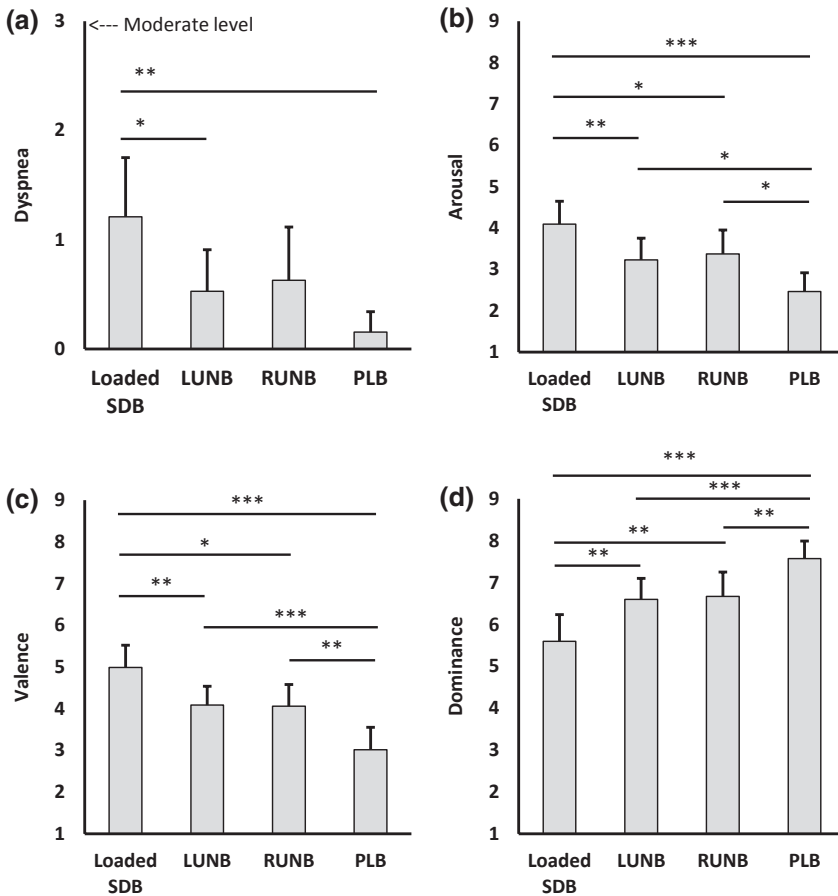 (a)
3
<--- Moderate level
**
*
2
1
0
Dyspnea
Loaded SDB
LUNB
RUNB
PLB
(b)
9
8
7
6
5
4
3
2
1
***
*
**
*
*
Arousal
Loaded SDB
LUNB
RUNB
PLB
(c)
9
8
7
6
5
4
3
2
1
***
*
**
***
**
Valence
Loaded SDB
LUNB
RUNB
PLB
(d)
9
8
7
6
5
4
3
2
1
***
***
**
**
**
Dominance
Loaded SDB
LUNB
RUNB
PLB